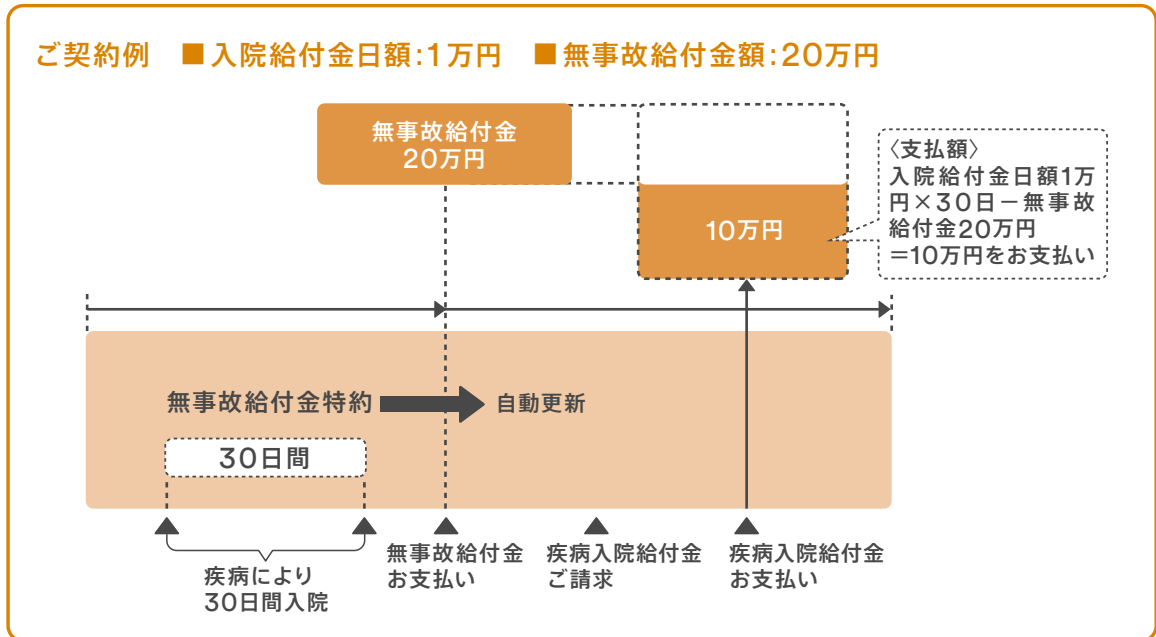 ご契約例 ■入院給付金日額:1万円 ■無事故給付金額:20万円
無事故給付金
20万円
10万円
〈支払額〉
入院給付金日額1万
円×30日−無事故
給付金20万円
＝10万円をお支払い
無事故給付金特約
自動更新
30日間
疾病により
30日間入院
無事故給付金
お支払い
疾病入院給付金
ご請求
疾病入院給付金
お支払い